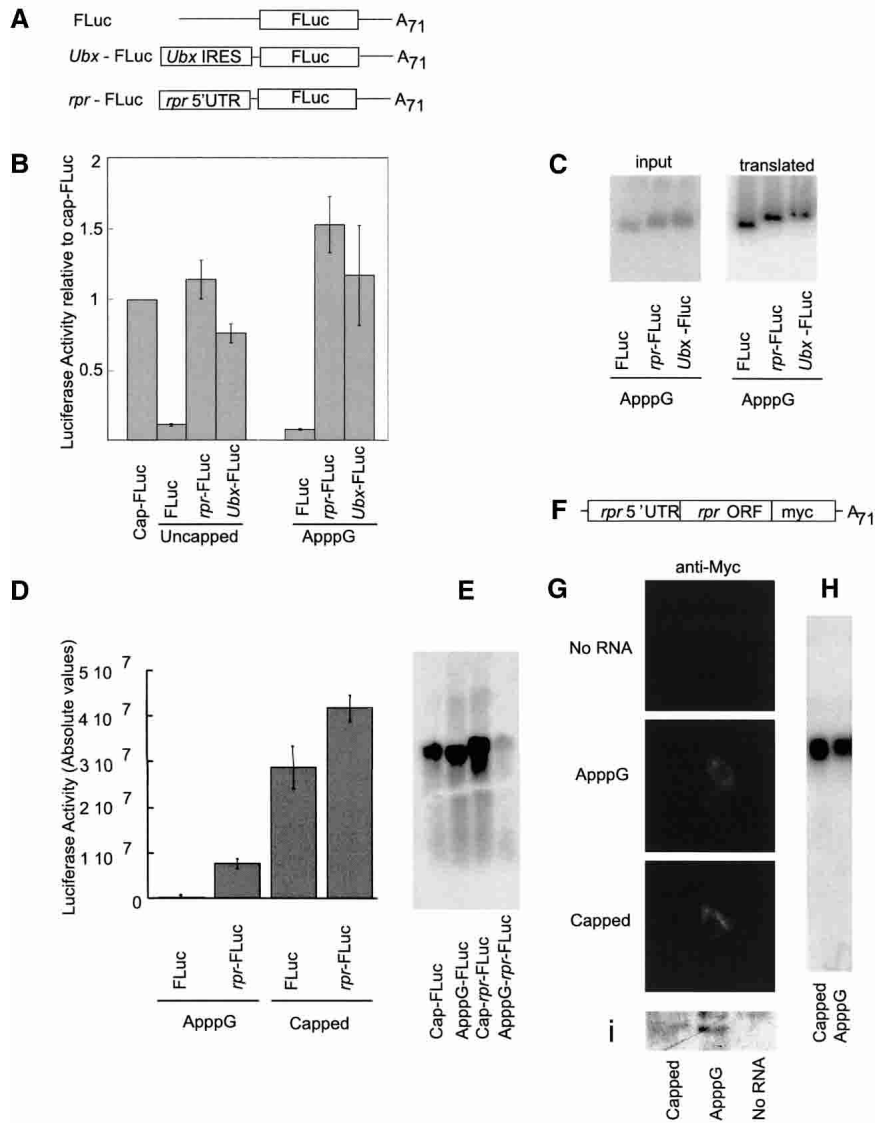 A
FLuc FLuc A71
Ubx - FLuc Ubx IRES FLuc A71
rpr - FLuc rpr 5'UTR FLuc A71
B
Luciferase Activity relative to cap-FLuc
2
1.5
1
0.5
Cap-FLuc
FLuc
rpr-FLuc
Ubx-FLuc
Uncapped
FLuc
rpr-FLuc
Ubx-FLuc
ApppG
C
input translated
FLuc
rpr-FLuc
Ubx -Fluc
ApppG
FLuc
rpr-FLuc
Ubx -FLuc
ApppG
D
Luciferase Activity (Absolute values)
5 10 7
4 10 7
3 10 7
2 10 7
1 10 7
0
FLuc
rpr-FLuc
ApppG
FLuc
rpr-FLuc
Capped
E
Cap-FLuc
ApppG-FLuc
Cap-rpr-FLuc
ApppG-rpr-FLuc
F
rpr 5'UTR rpr ORF myc A71
G
anti-Myc
No RNA
ApppG
Capped
H
Capped
ApppG
i
Capped
ApppG
No RNA